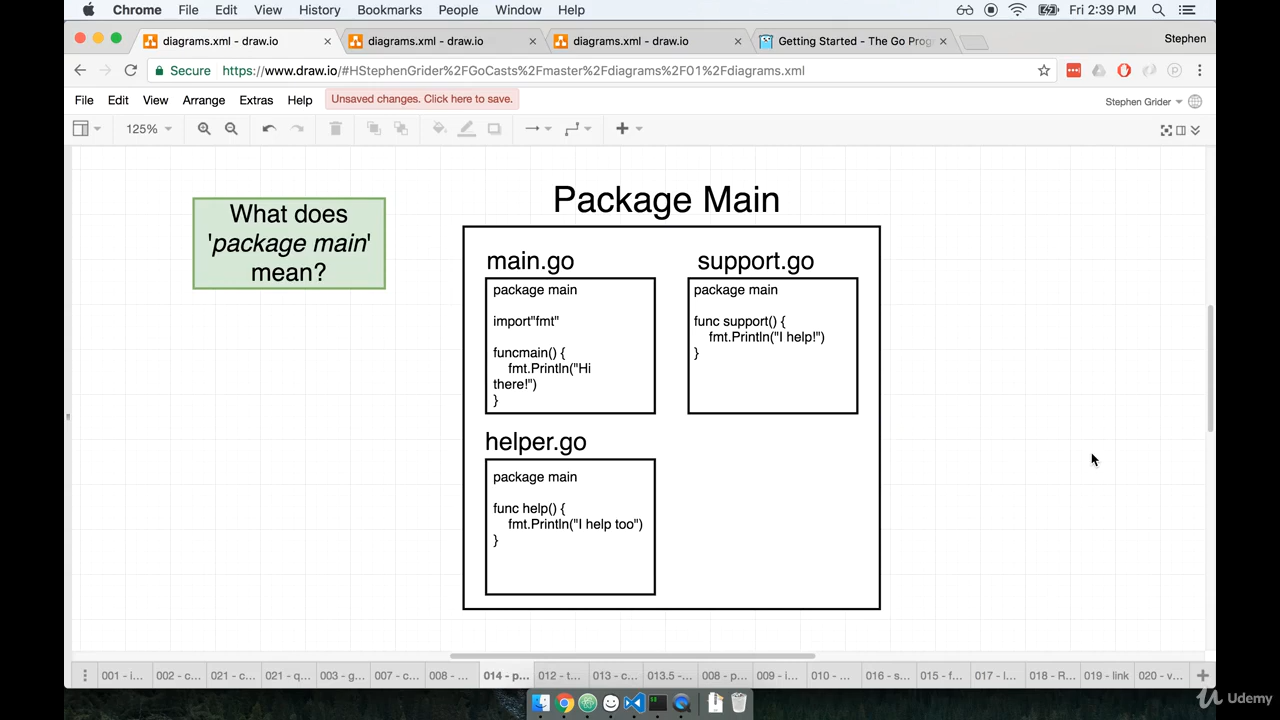 Chrome File Edit View History Bookmarks People Window Help Fri 2:39 PM
diagrams.xml - draw.io diagrams.xml - draw.io diagrams.xml - draw.io Getting Started - The Go Prog Stephen
Secure https://www.draw.io/#HStephenGrider%2FGoCasts%2Fmaster%2Fdiagrams%2F01%2Fdiagrams.xml
File Edit View Arrange Extras Help Unsaved changes. Click here to save. Stephen Grider
125%
What does
'package main'
mean?
Package Main
main.go
package main
import"fmt"
funcmain() {
fmt.Println("Hi
there!")
}
support.go
package main
func support() {
fmt.Println("I help!")
}
helper.go
package main
func help() {
fmt.Println("I help too")
}
001 - i... 002 - c... 021 - c... 021 - q... 003 - g... 007 - c... 008 - ... 014 - p... 012 - t... 013 - c... 013.5 - ... 008 - p... 009 - i... 010 - ... 016 - s... 015 - f... 017 - l... 018 - R... 019 - link 020 - v...
Udemy